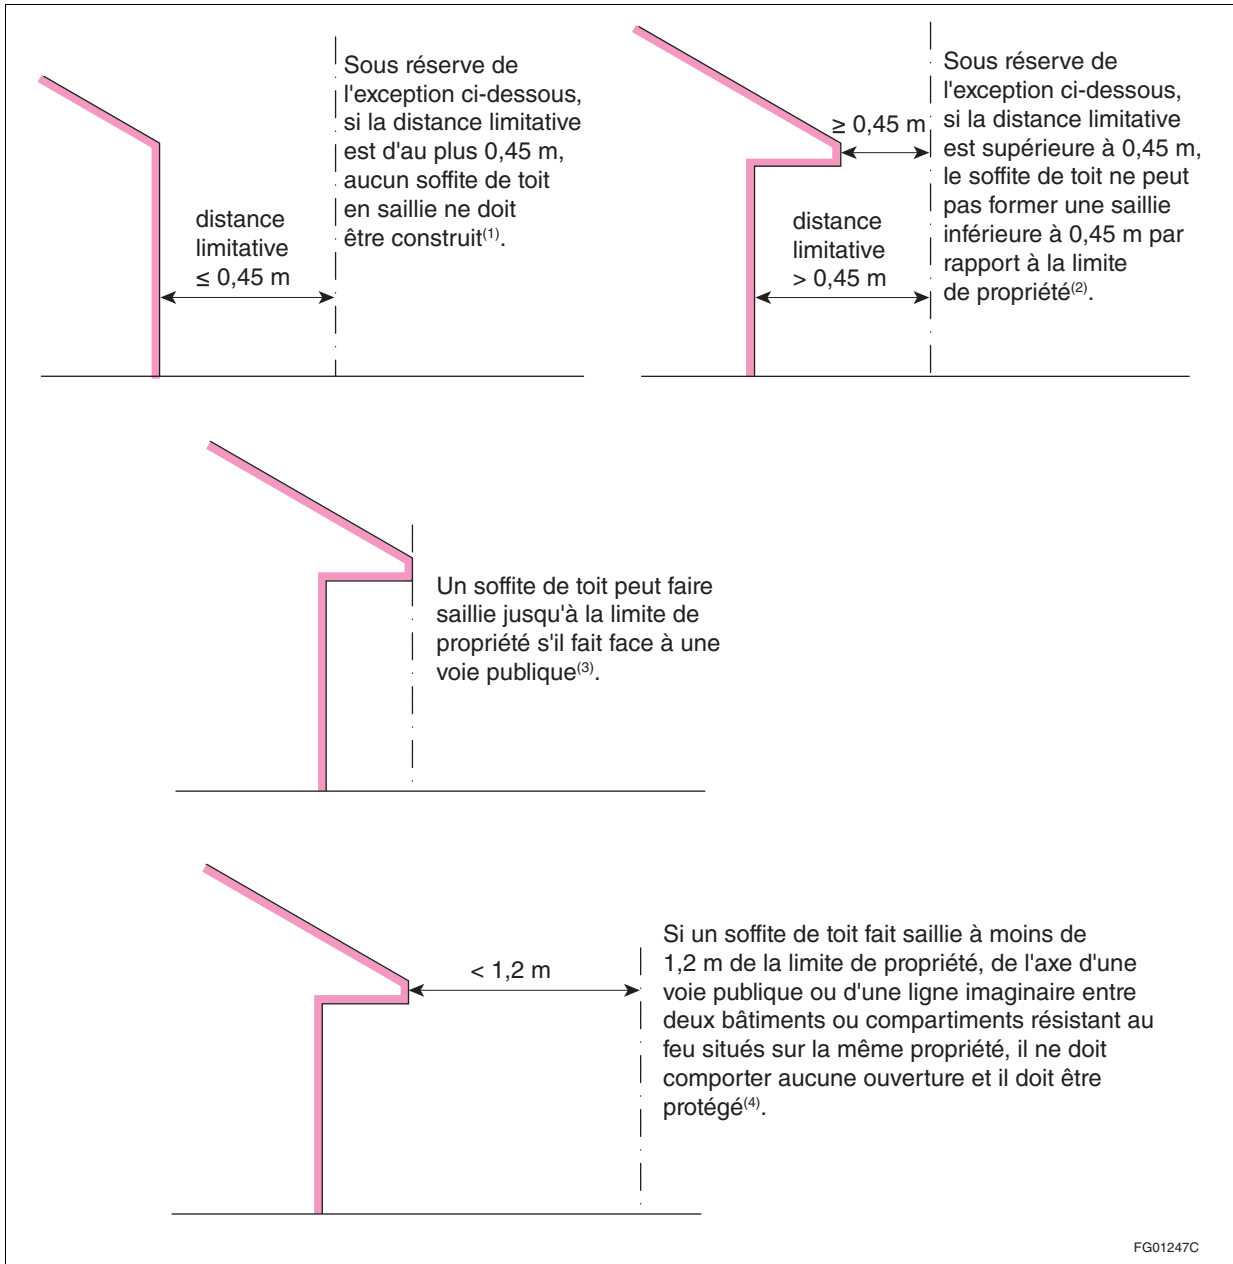 Sous réserve de
l'exception ci-dessous,
si la distance limitative
est d'au plus 0,45 m,
aucun soffite de toit
en saillie ne doit
être construit(1).
distance
limitative
≤ 0,45 m
Sous réserve de
l'exception ci-dessous,
si la distance limitative
est supérieure à 0,45 m,
le soffite de toit ne peut
pas former une saillie
inférieure à 0,45 m par
rapport à la limite
de propriété(2).
≥ 0,45 m
distance
limitative
> 0,45 m
Un soffite de toit peut faire
saillie jusqu'à la limite de
propriété s'il fait face à une
voie publique(3).
< 1,2 m
Si un soffite de toit fait saillie à moins de
1,2 m de la limite de propriété, de l'axe d'une
voie publique ou d'une ligne imaginaire entre
deux bâtiments ou compartiments résistant au
feu situés sur la même propriété, il ne doit
comporter aucune ouverture et il doit être
protégé(4).
FG01247C